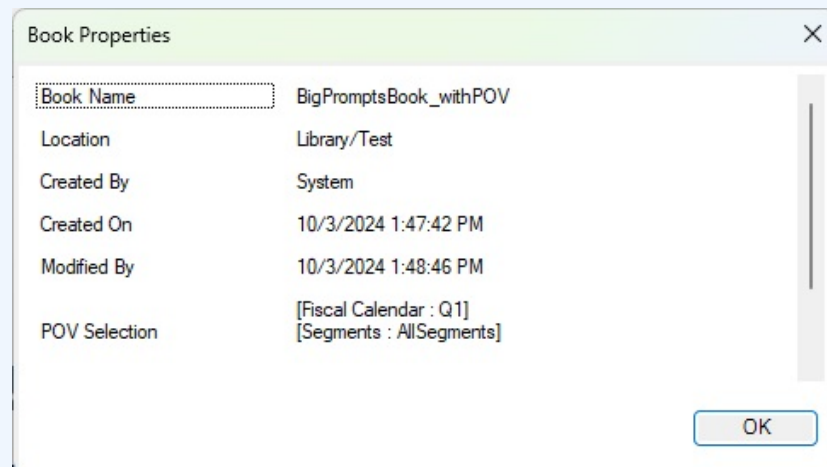 Book Properties
Book Name BigPromptsBook_withPOV
Location Library/Test
Created By System
Created On 10/3/2024 1:47:42 PM
Modified By 10/3/2024 1:48:46 PM
[Fiscal Calendar : Q1]
POV Selection [Segments : AllSegments]
OK